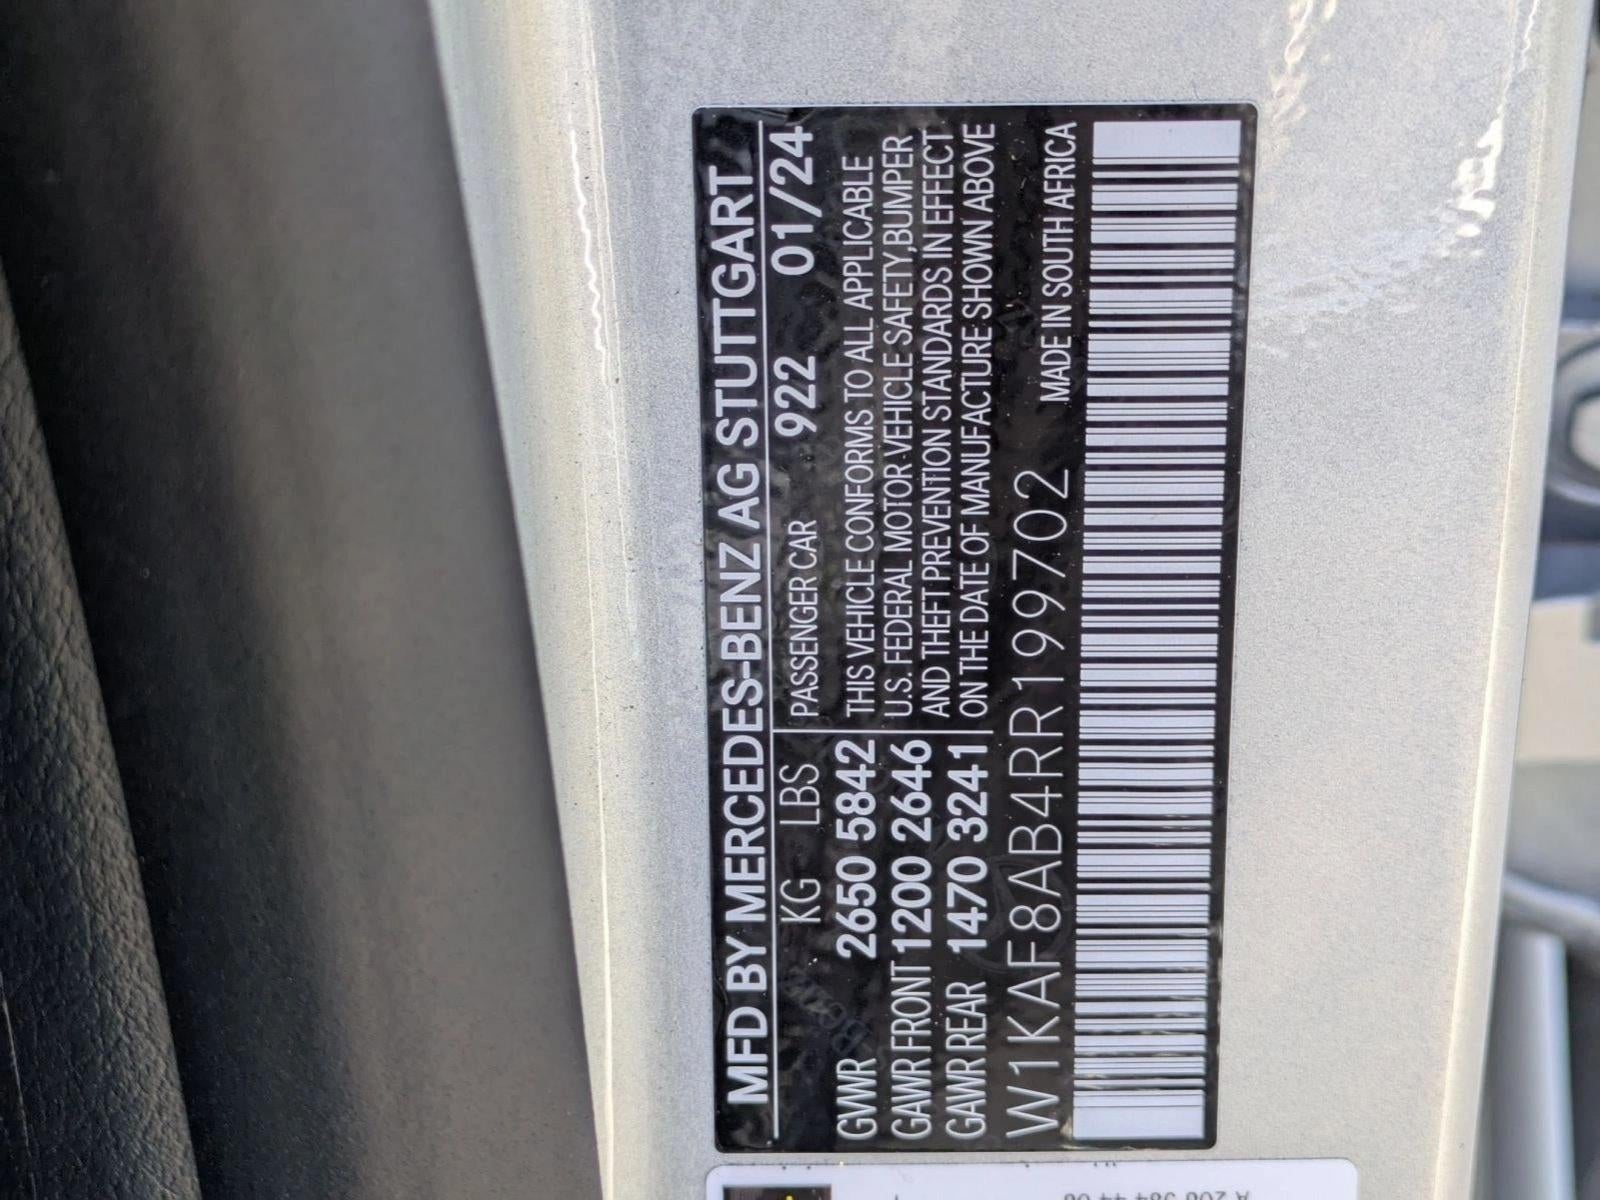 MFD BY MERCEDES-BENZ AG STUTTGART
KG LBS PASSENGER CAR 922 01/24
GVWR 2650 5842
GAWR FRONT 1200 2646
GAWR REAR 1470 3241
THIS VEHICLE CONFORMS TO ALL APPLICABLE
U.S. FEDERAL MOTOR VEHICLE SAFETY,BUMPER
AND THEFT PREVENTION STANDARDS IN EFFECT
ON THE DATE OF MANUFACTURE SHOWN ABOVE
W1KAF8AB4RR199702 MADE IN SOUTH AFRICA